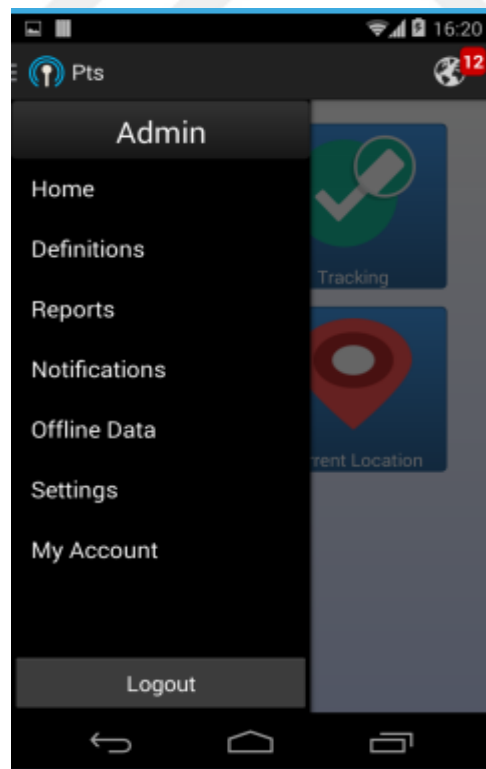 16:20
Pts
12
Admin
Home
Definitions
Reports
Notifications
Offline Data
Settings
My Account
Logout
Tracking
rrent Location